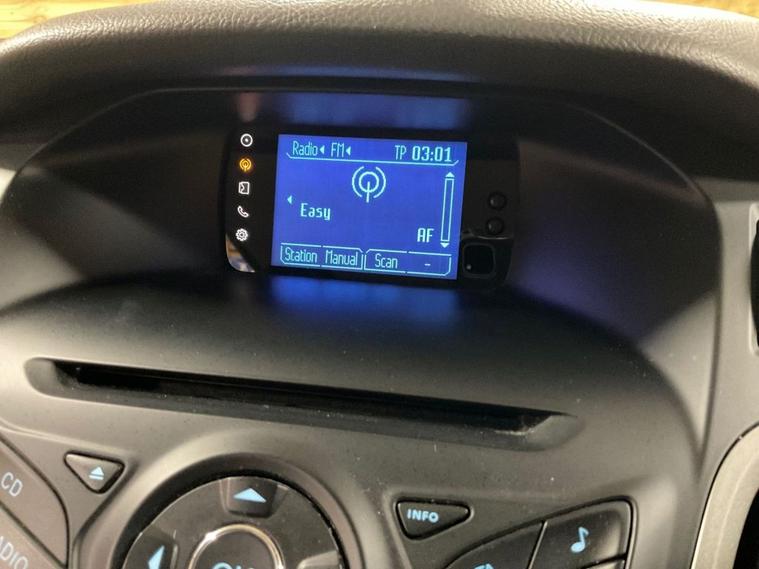 Radio FM TP 03:01
Easy
AF
Station Manual Scan -
CD
INFO